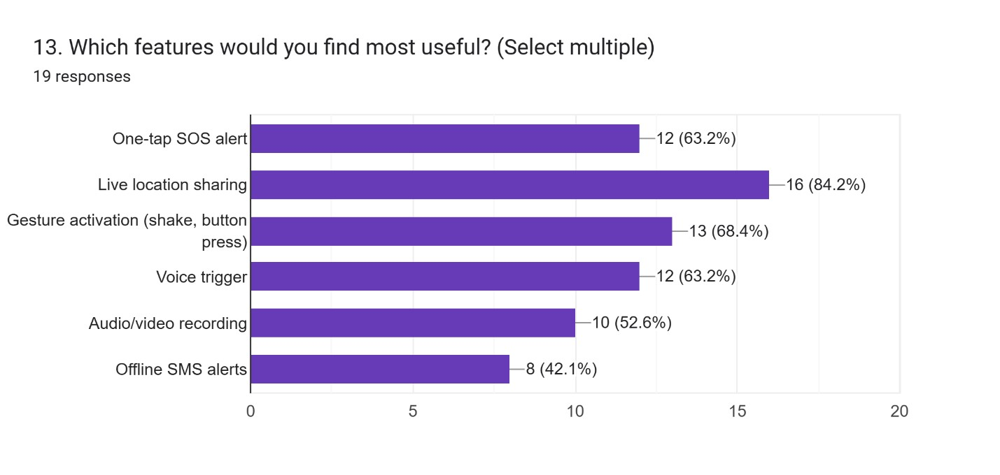 13. Which features would you find most useful? (Select multiple)
19 responses
One-tap SOS alert
12 (63.2%)
Live location sharing
16 (84.2%)
Gesture activation (shake, button
press)
13 (68.4%)
Voice trigger
12 (63.2%)
Audio/video recording
10 (52.6%)
Offline SMS alerts
8 (42.1%)
0 5 10 15 20